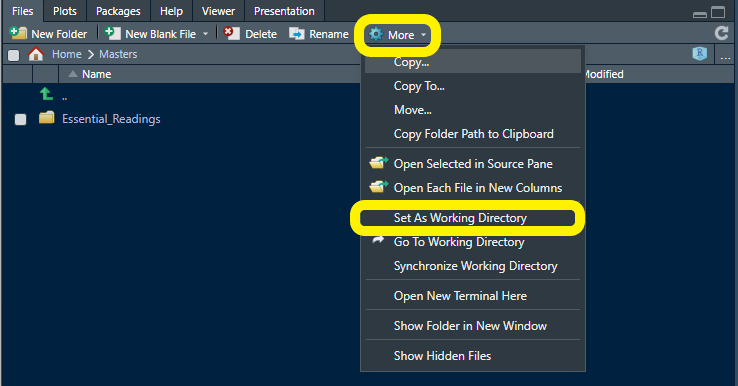 Files Plots Packages Help Viewer Presentation
New Folder New Blank File Delete Rename More
Home > Masters ...
Name Modified
..
Essential_Readings
Copy...
Copy To...
Move...
Copy Folder Path to Clipboard
Open Selected in Source Pane
Open Each File in New Columns
Set As Working Directory
Go To Working Directory
Synchronize Working Directory
Open New Terminal Here
Show Folder in New Window
Show Hidden Files